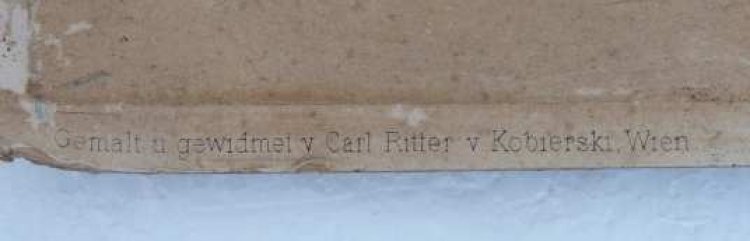 Gemalt u gewidmet v Carl Ritter v Kobierski, Wien